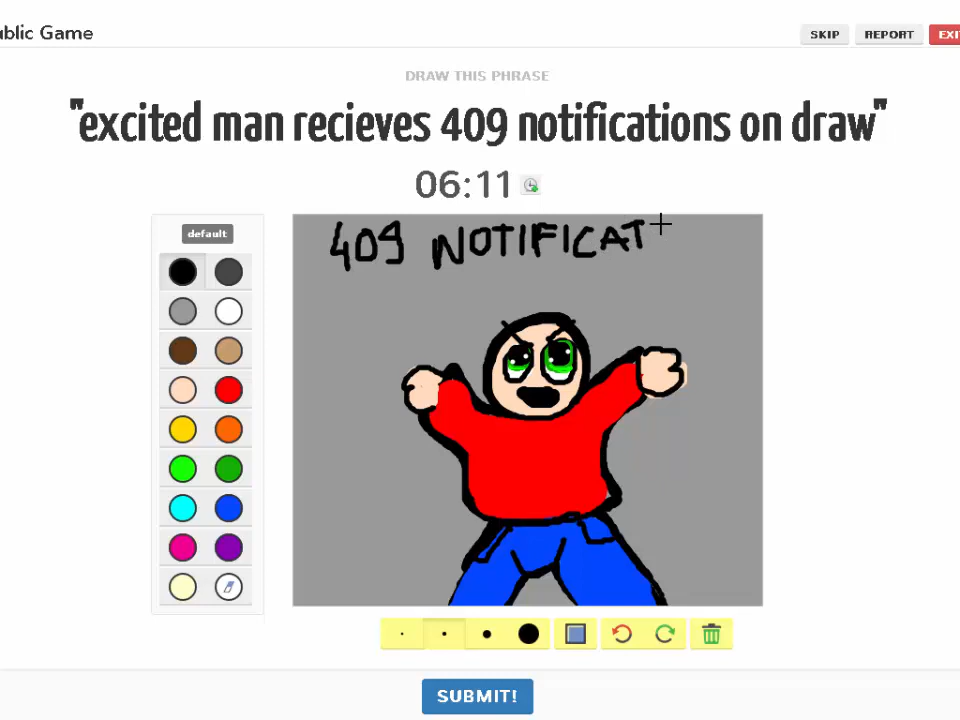 ublic Game
SKIP
REPORT
EXI
DRAW THIS PHRASE
"excited man recieves 409 notifications on draw"
06:11
default
409 NOTIFICAT
SUBMIT!